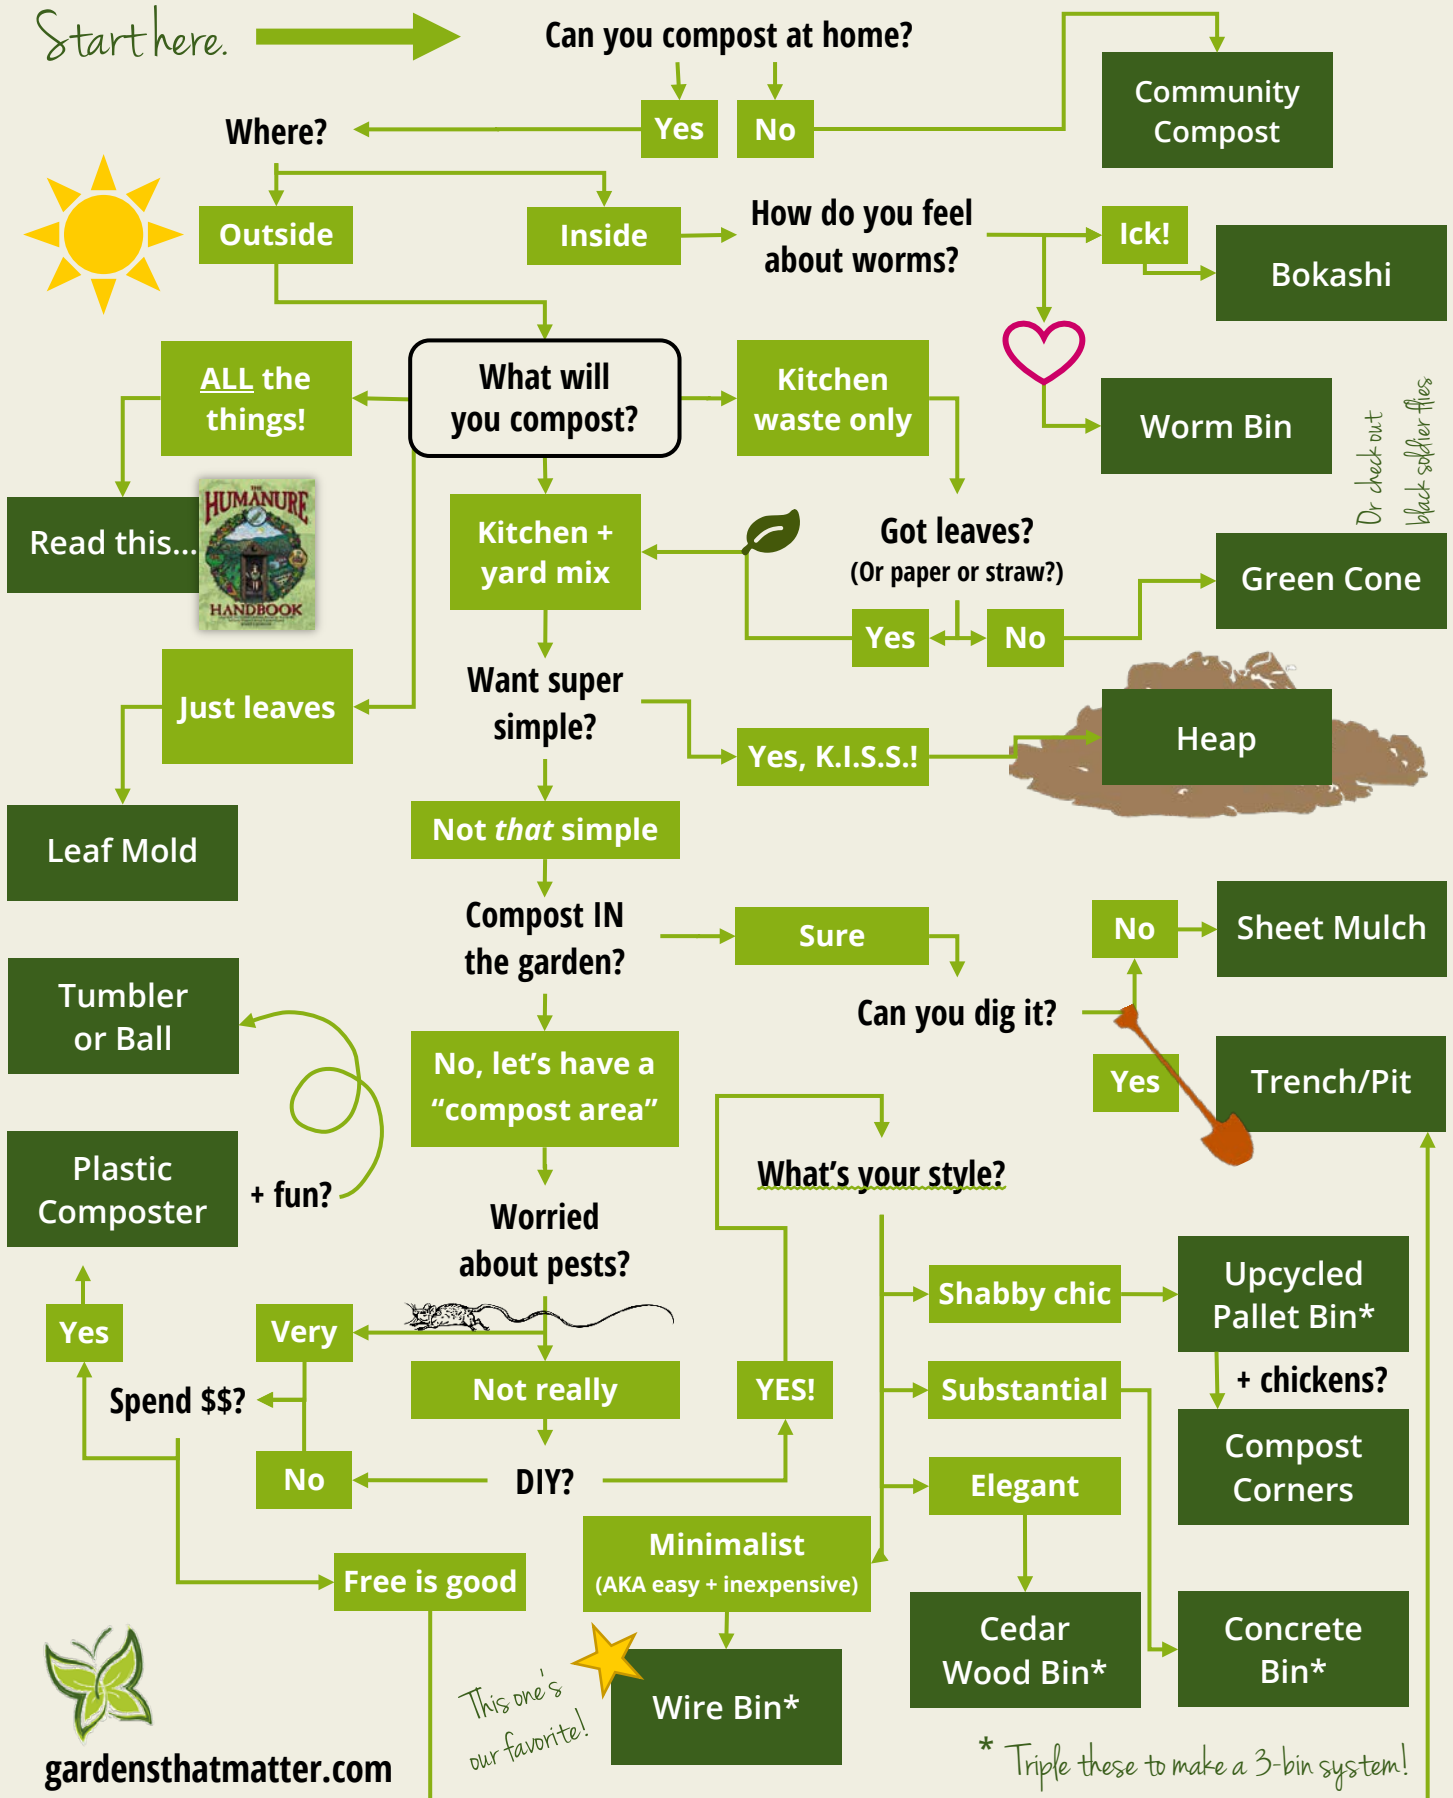 Start here.
Can you compost at home?
Community
Compost
Yes
No
Where?
Outside
Inside
How do you feel
about worms?
Ick!
Bokashi
ALL the
things!
What will
you compost?
Kitchen
waste only
Worm Bin
Or check out
black soldier flies
Read this...
THE
HUMANURE
HANDBOOK
Kitchen +
yard mix
Got leaves?
(Or paper or straw?)
Green Cone
Yes
No
Just leaves
Want super
simple?
Yes, K.I.S.S.!
Heap
Leaf Mold
Not that simple
Compost IN
the garden?
Sure
No
Sheet Mulch
Tumbler
or Ball
Can you dig it?
No, let’s have a
“compost area”
Yes
Trench/Pit
Plastic
Composter
+ fun?
What’s your style?
Worried
about pests?
Shabby chic
Upcycled
Pallet Bin*
Yes
Very
Not really
YES!
Substantial
+ chickens?
Spend $$?
No
DIY?
Elegant
Compost
Corners
Minimalist
(AKA easy + inexpensive)
Free is good
Cedar
Wood Bin*
Concrete
Bin*
This one's
our favorite!
Wire Bin*
* Triple these to make a 3-bin system!
gardensthatmatter.com